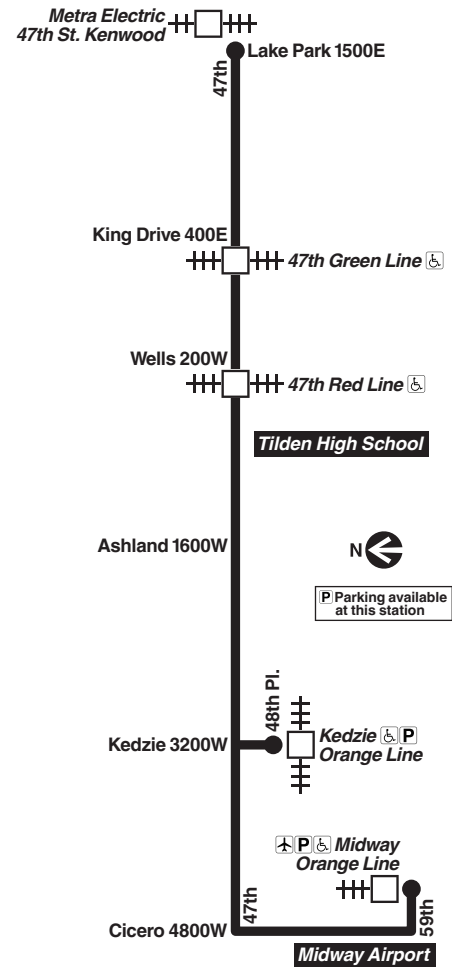 Metra Electric
47th St. Kenwood
Lake Park 1500E
47th
King Drive 400E
47th Green Line
Wells 200W
47th Red Line
Tilden High School
Ashland 1600W
N
P Parking available
at this station
48th Pl.
Kedzie 3200W
Kedzie P
Orange Line
P Midway
Orange Line
47th
59th
Cicero 4800W
Midway Airport